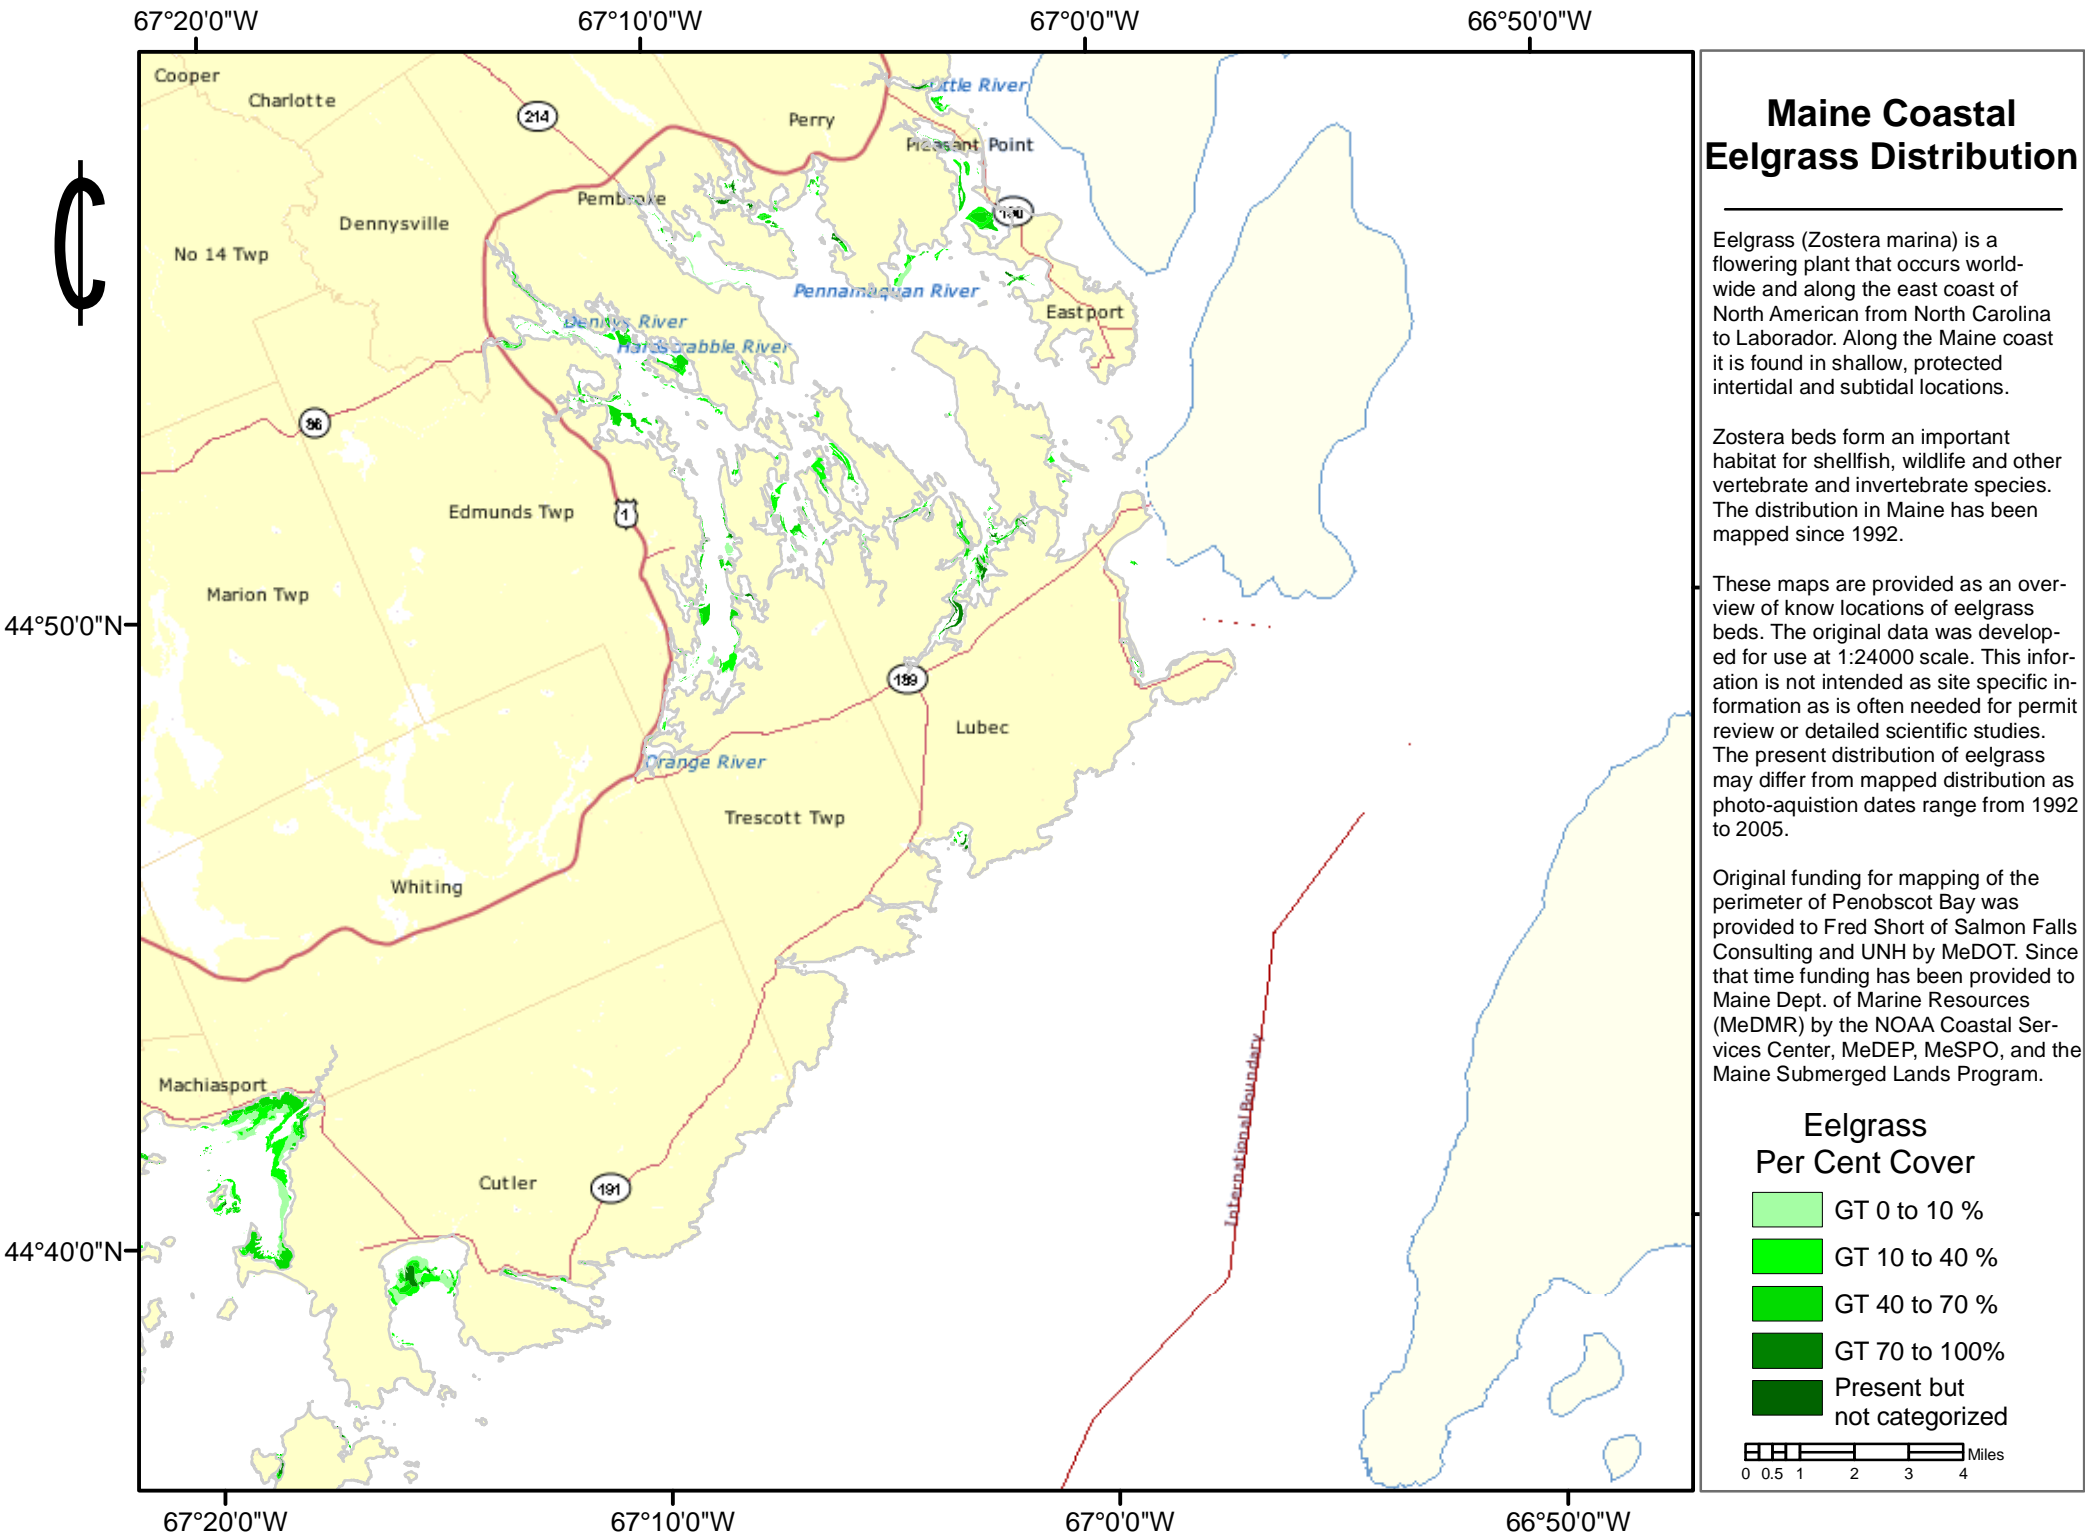 67°20'0"W 67°10'0"W 67°0'0"W 66°50'0"W
Cooper
Charlotte
214
Perry
Little River
Pleasant Point
Pembroke
190
Dennysville
No 14 Twp
Pennamaquan River
Eastport
Dennys River
Hardscrabble River
86
Edmunds Twp
1
Marion Twp
44°50'0"N
189
Lubec
Orange River
Trescott Twp
Whiting
International Boundary
Machiasport
Cutler
191
44°40'0"N
67°20'0"W 67°10'0"W 67°0'0"W 66°50'0"W
Maine Coastal
Eelgrass Distribution
Eelgrass (Zostera marina) is a
flowering plant that occurs world-
wide and along the east coast of
North American from North Carolina
to Laborador. Along the Maine coast
it is found in shallow, protected
intertidal and subtidal locations.
Zostera beds form an important
habitat for shellfish, wildlife and other
vertebrate and invertebrate species.
The distribution in Maine has been
mapped since 1992.
These maps are provided as an over-
view of know locations of eelgrass
beds. The original data was develop-
ed for use at 1:24000 scale. This infor-
ation is not intended as site specific in-
formation as is often needed for permit
review or detailed scientific studies.
The present distribution of eelgrass
may differ from mapped distribution as
photo-aquistion dates range from 1992
to 2005.
Original funding for mapping of the
perimeter of Penobscot Bay was
provided to Fred Short of Salmon Falls
Consulting and UNH by MeDOT. Since
that time funding has been provided to
Maine Dept. of Marine Resources
(MeDMR) by the NOAA Coastal Ser-
vices Center, MeDEP, MeSPO, and the
Maine Submerged Lands Program.
Eelgrass
Per Cent Cover
GT 0 to 10 %
GT 10 to 40 %
GT 40 to 70 %
GT 70 to 100%
Present but
not categorized
Miles
0 0.5 1 2 3 4